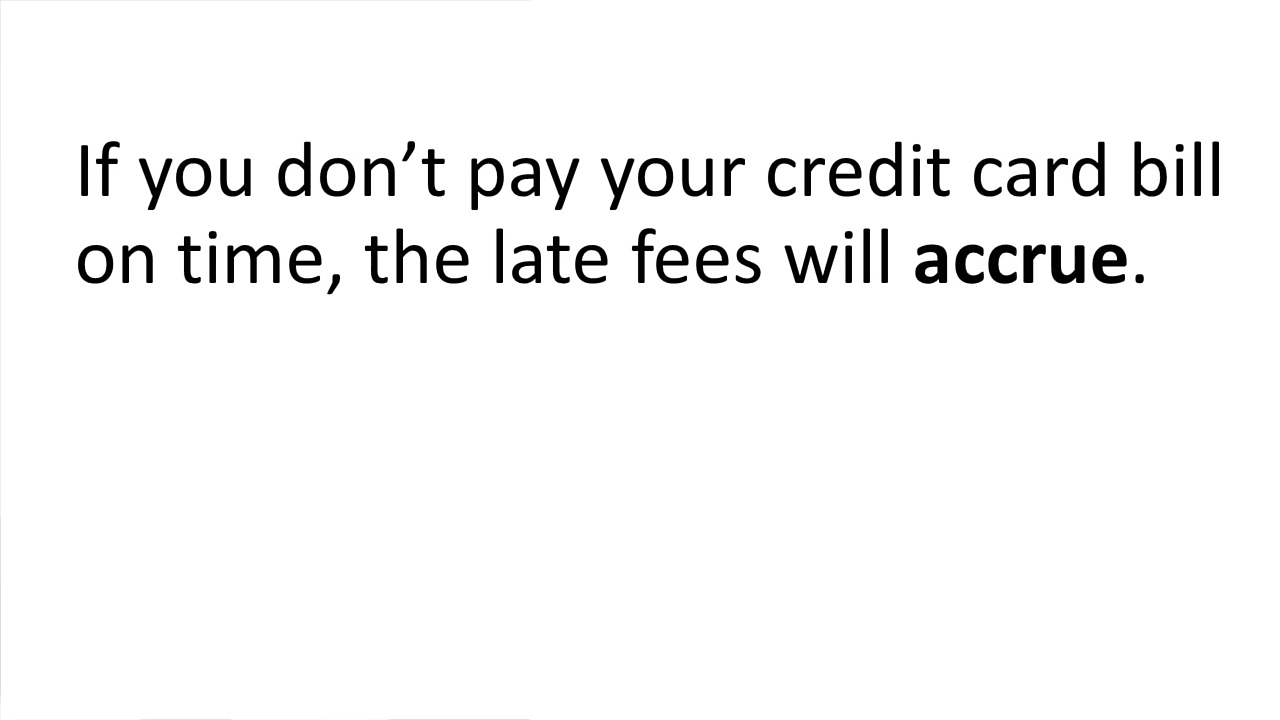 If you don’t pay your credit card bill
on time, the late fees will accrue.